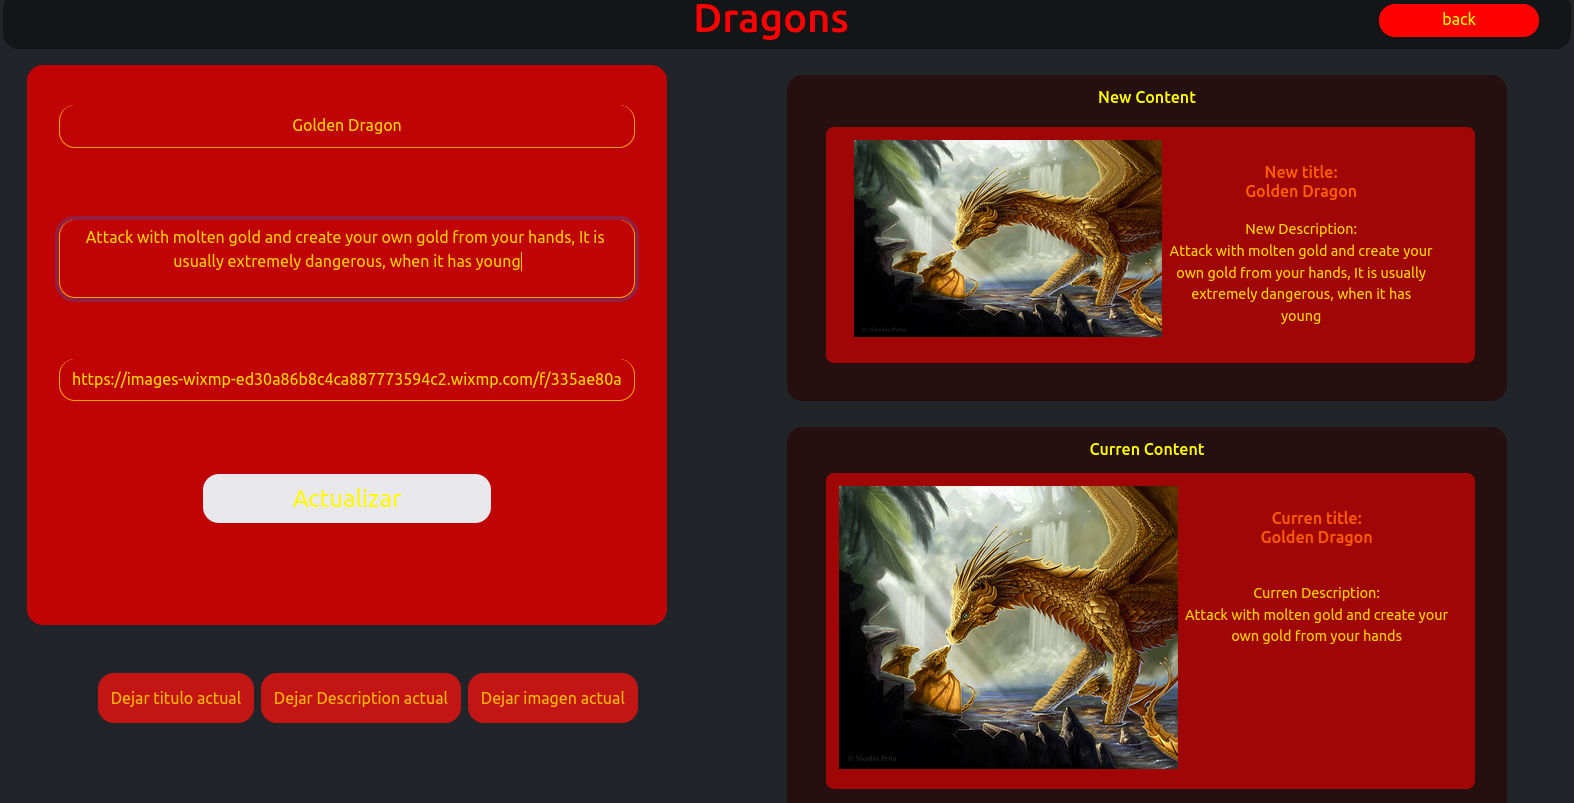 Dragons
back
Golden Dragon
Attack with molten gold and create your own gold from your hands, It is
usually extremely dangerous, when it has young
https://images-wixmp-ed30a86b8c4ca887773594c2.wixmp.com/f/335ae80a
Actualizar
Dejar titulo actual
Dejar Description actual
Dejar imagen actual
New Content
© Nicolás Peña
New title:
Golden Dragon
New Description:
Attack with molten gold and create your
own gold from your hands, It is usually
extremely dangerous, when it has
young
Curren Content
© Nicolás Peña
Curren title:
Golden Dragon
Curren Description:
Attack with molten gold and create your
own gold from your hands